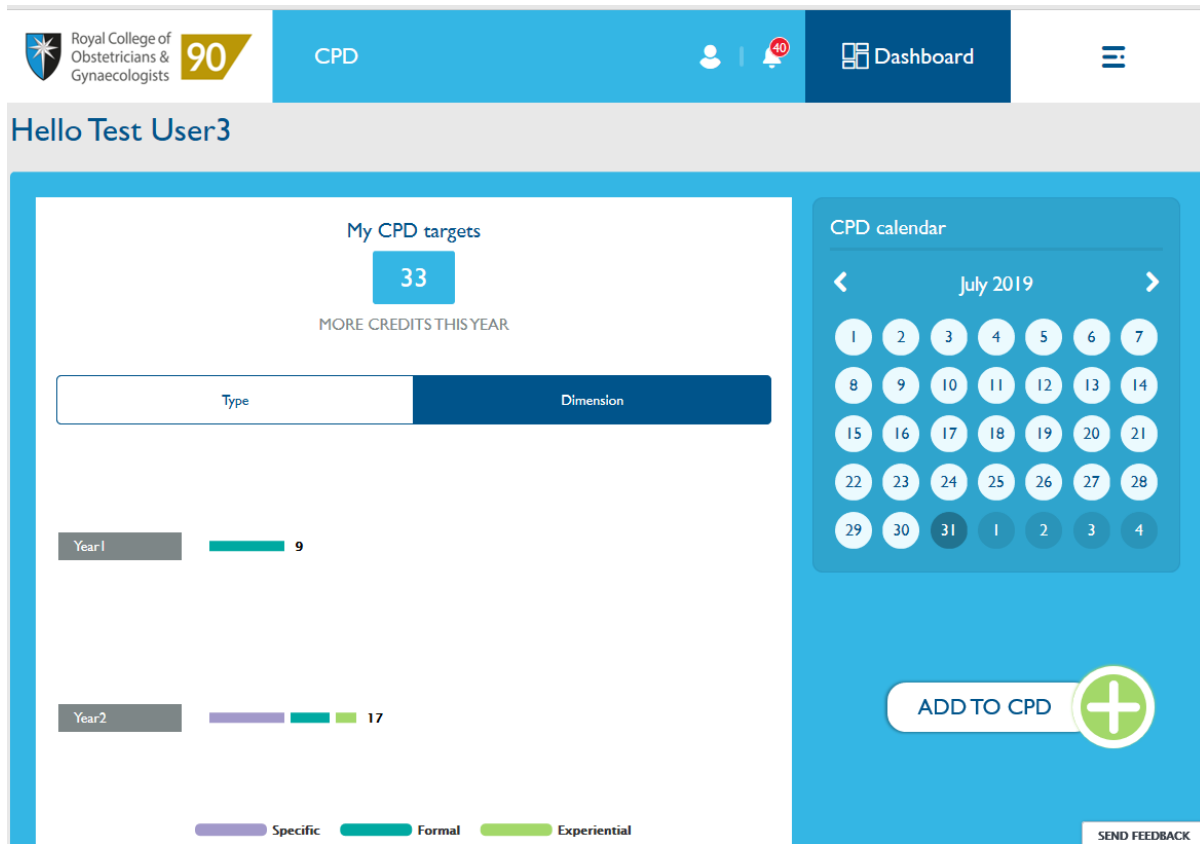 Royal College of
Obstetricians &
Gynaecologists
90
CPD
40
Dashboard
Hello Test User3
My CPD targets
33
MORE CREDITS THIS YEAR
Type
Dimension
Year1
9
Year2
17
Specific
Formal
Experiential
CPD calendar
July 2019
1 2 3 4 5 6 7
8 9 10 11 12 13 14
15 16 17 18 19 20 21
22 23 24 25 26 27 28
29 30 31 1 2 3 4
ADD TO CPD
SEND FEEDBACK